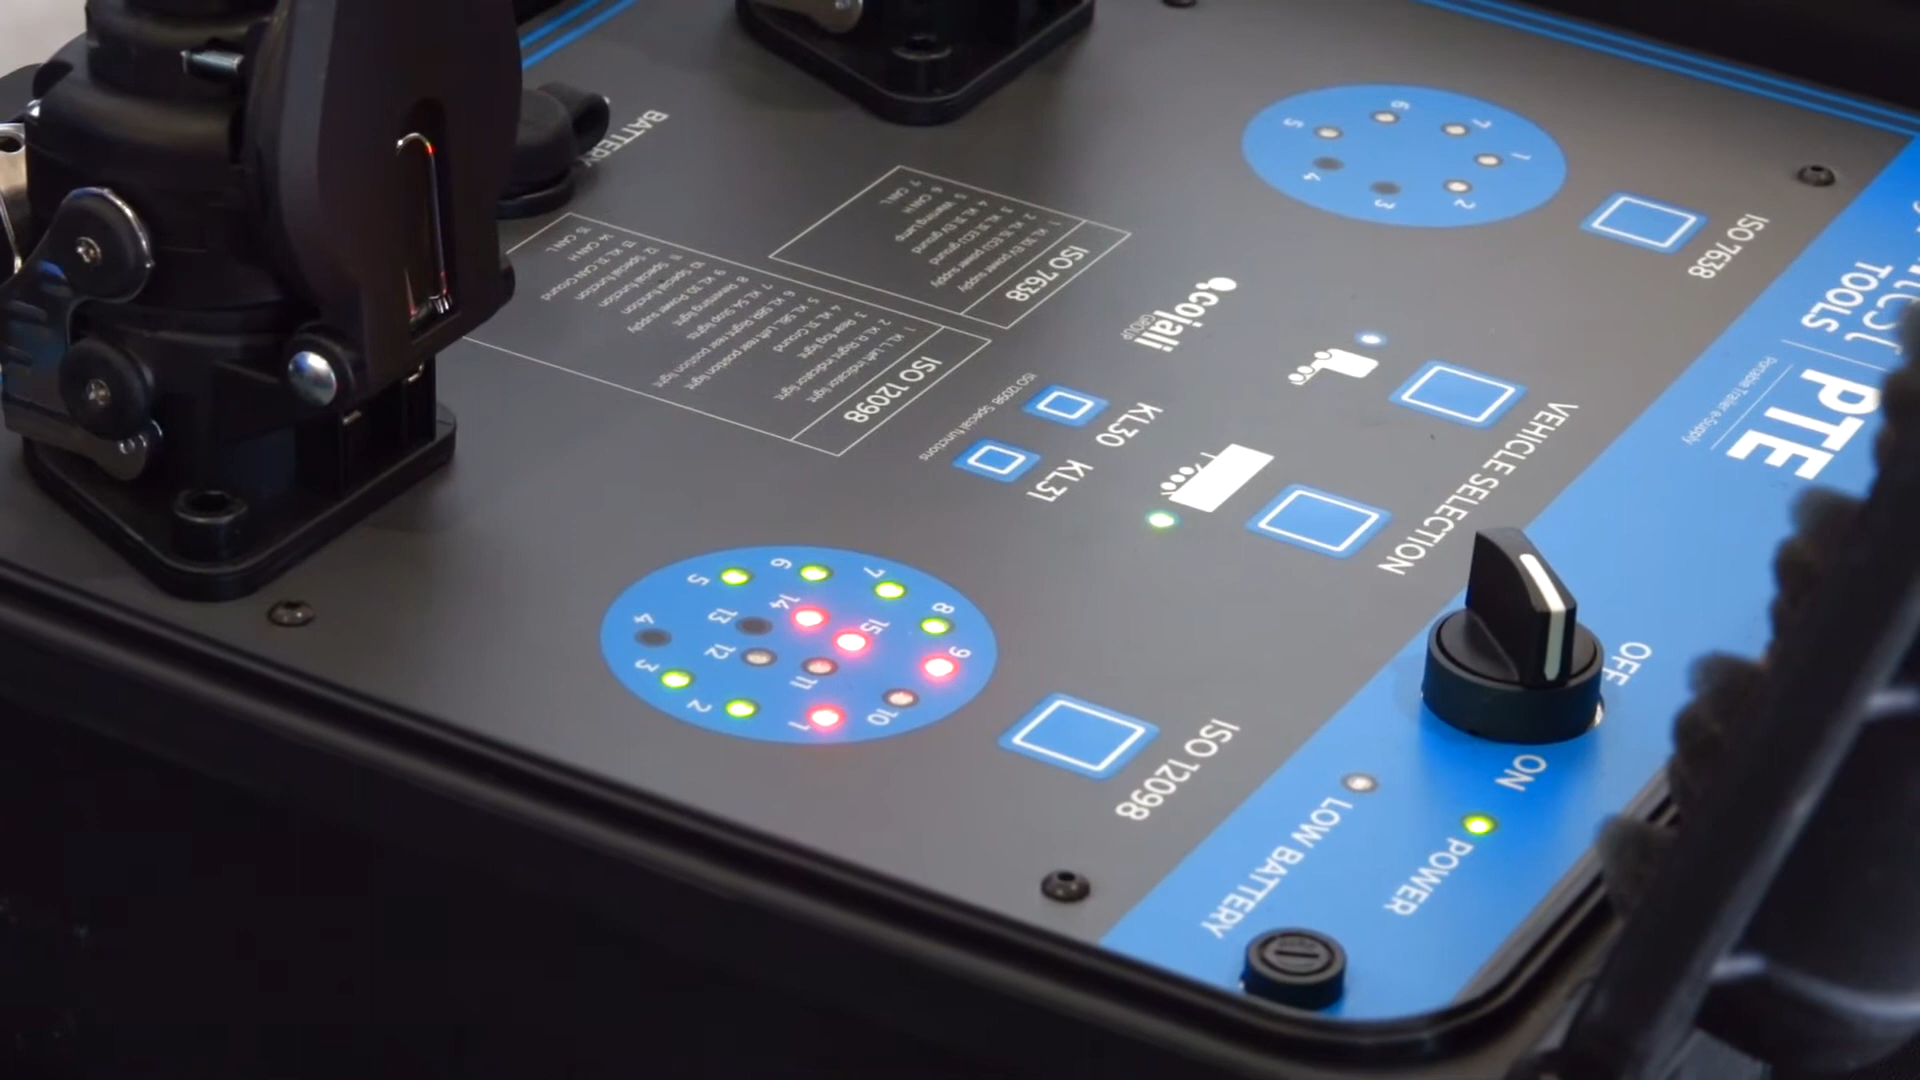 TOOLS
PTE
Portable Trailer e-Supply
ISO 7638
1
2
3
4
5
6
7
VEHICLE SELECTION
OFF
ON
POWER
LOW BATTERY
ISO 12098
1
2
3
4
5
6
7
8
9
10
11
12
13
14
15
KL30
KL31
ISO 12098 Special functions
cojali
GROUP
BATTERY
ISO 7638
1 KL 30 EV power supply
2 KL 15 ECU power supply
3 KL 31 ECU ground
4 KL 31 EV ground
5 Warning lamp
6 CAN H
7 CAN L
ISO 12098
1 KL L Left indicator light
2 KL R Right indicator light
3 Rear fog light
4 KL 31 Ground
5 KL 58L Left rear position light
6 KL 58R Right rear position light
7 KL 54 Stop lights
8 Reversing light
9 KL 30 Power supply
10 Special function
11 Special function
12 Special function
13 KL 31 CAN Ground
14 CAN H
15 CAN L